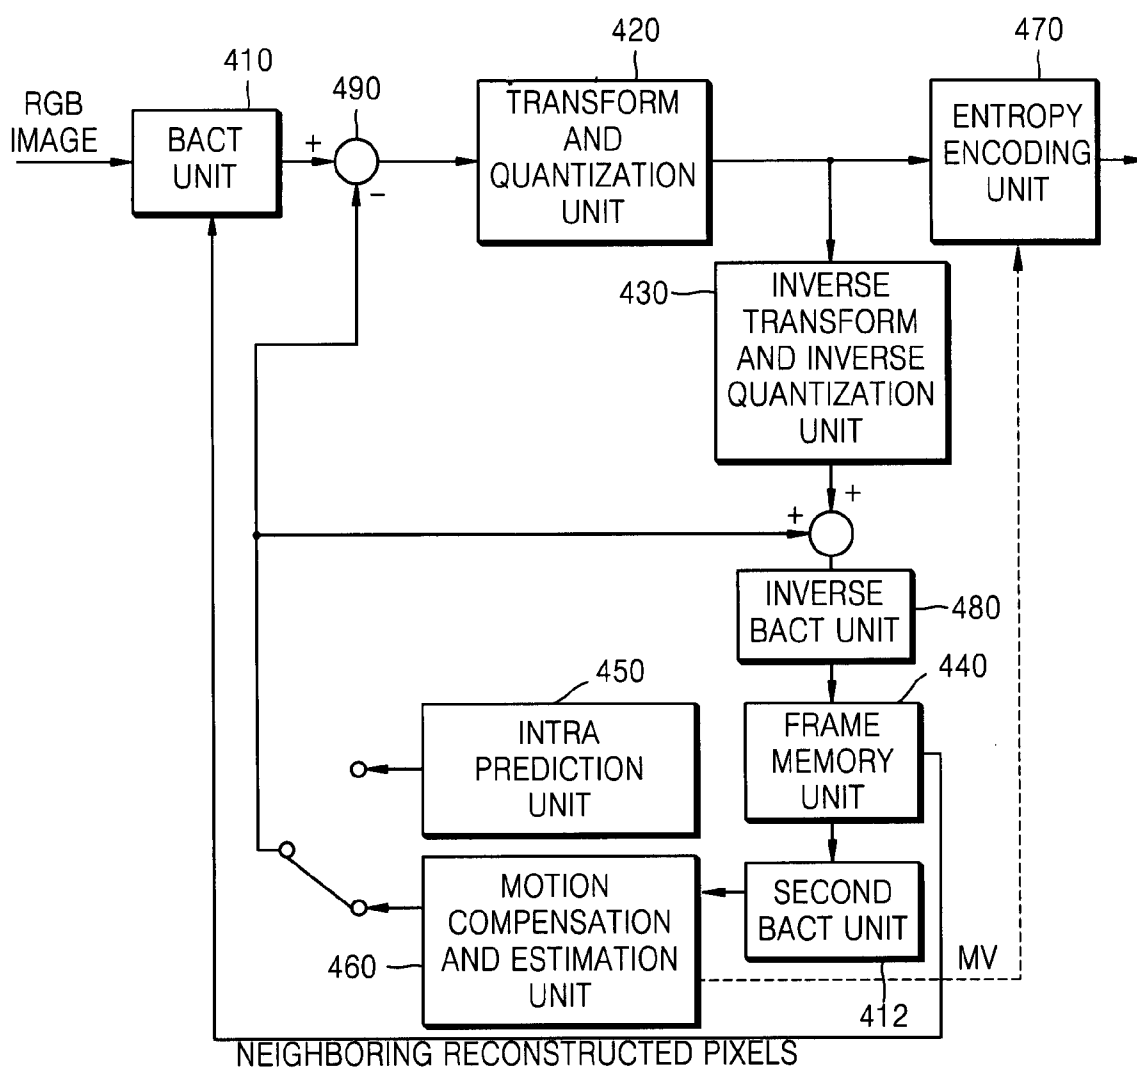 420
470
410
490
RGB
IMAGE
BACT
UNIT
+
−
TRANSFORM
AND
QUANTIZATION
UNIT
ENTROPY
ENCODING
UNIT
430
INVERSE
TRANSFORM
AND INVERSE
QUANTIZATION
UNIT
+
+
INVERSE
BACT UNIT
480
450
440
INTRA
PREDICTION
UNIT
FRAME
MEMORY
UNIT
MOTION
COMPENSATION
AND ESTIMATION
UNIT
460
SECOND
BACT UNIT
MV
412
NEIGHBORING RECONSTRUCTED PIXELS